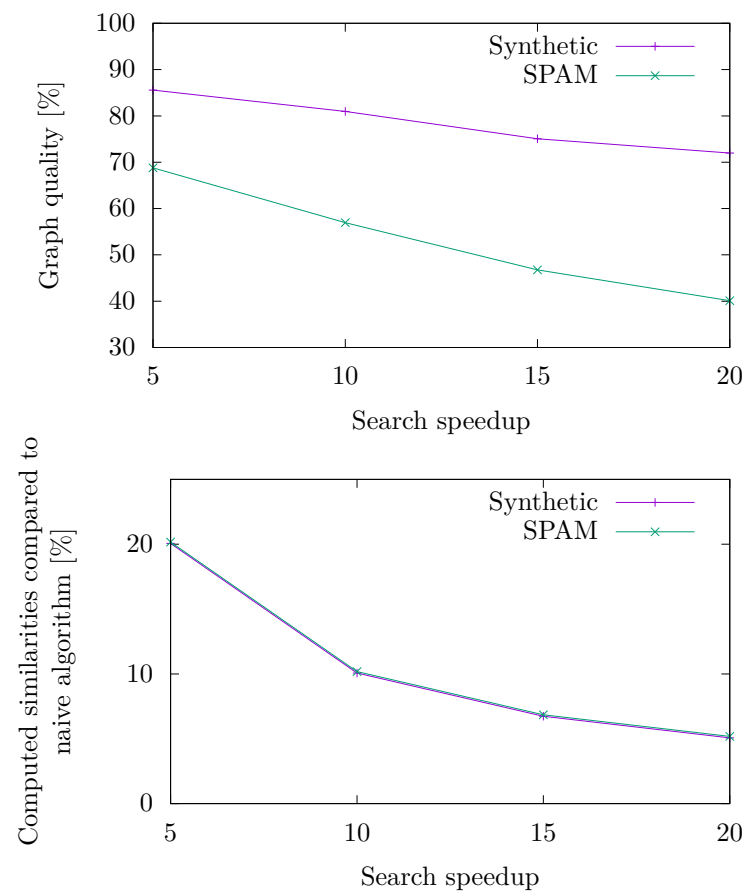 100
90
80
70
60
50
40
30
Graph quality [%]
Synthetic
SPAM
5
10
15
20
Search speedup
20
10
0
Computed similarities compared to
naive algorithm [%]
Synthetic
SPAM
5
10
15
20
Search speedup